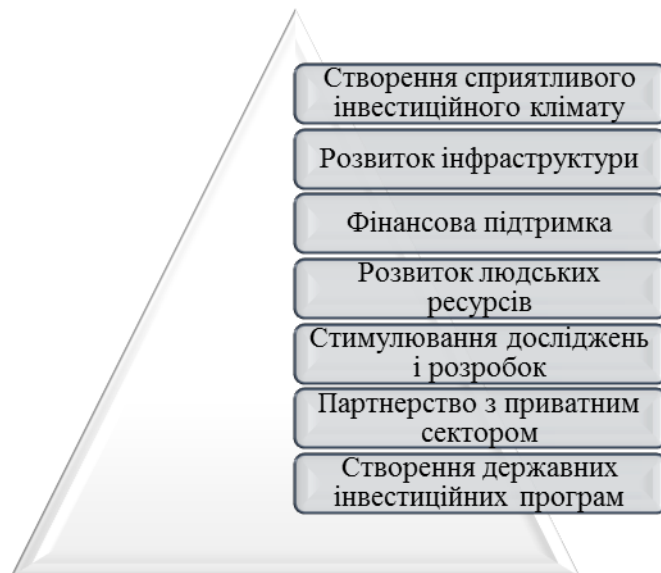 Створення сприятливого
інвестиційного клімату
Розвиток інфраструктури
Фінансова підтримка
Розвиток людських
ресурсів
Стимулювання досліджень
і розробок
Партнерство з приватним
сектором
Створення державних
інвестиційних програм